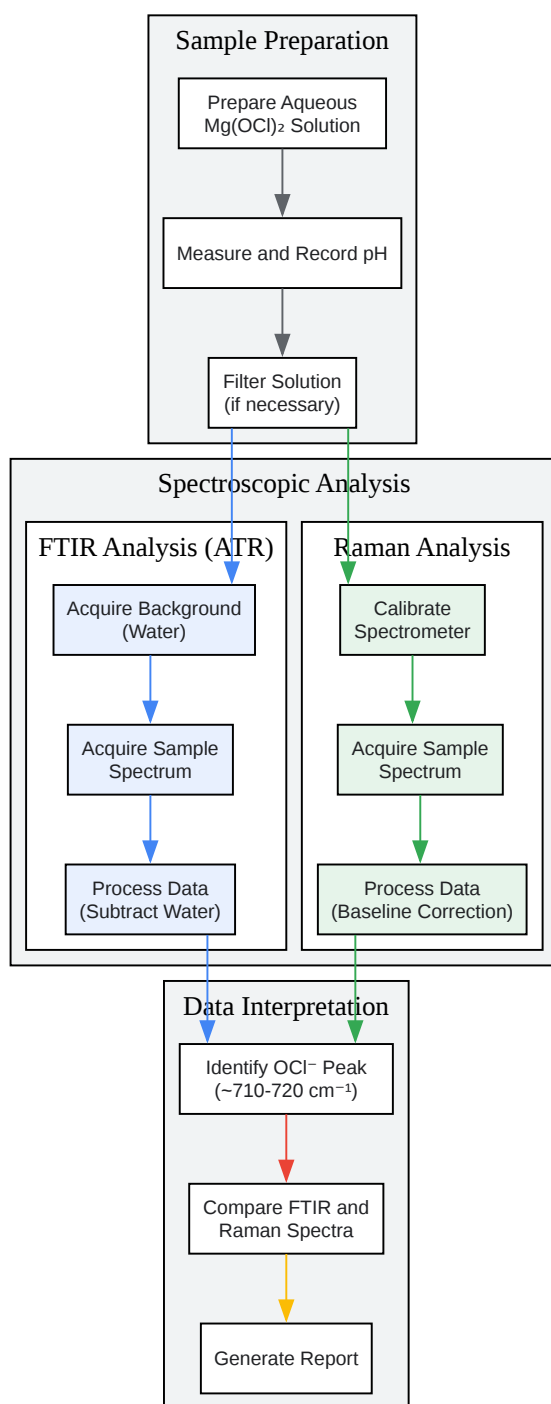 Sample Preparation
Prepare Aqueous
Mg(OCl)₂ Solution
Measure and Record pH
Filter Solution
(if necessary)
Spectroscopic Analysis
FTIR Analysis (ATR)
Acquire Background
(Water)
Acquire Sample
Spectrum
Process Data
(Subtract Water)
Raman Analysis
Calibrate
Spectrometer
Acquire Sample
Spectrum
Process Data
(Baseline Correction)
Data Interpretation
Identify OCl⁻ Peak
(~710-720 cm⁻¹)
Compare FTIR and
Raman Spectra
Generate Report